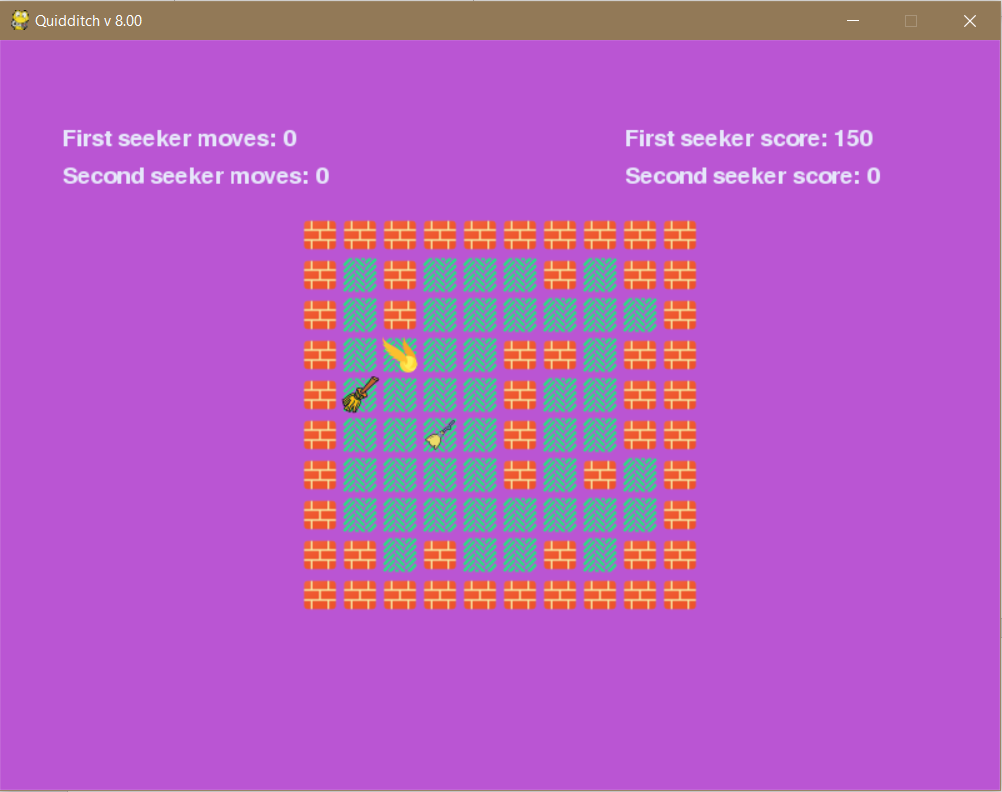 Quidditch v 8.00
First seeker moves: 0
First seeker score: 150
Second seeker moves: 0
Second seeker score: 0